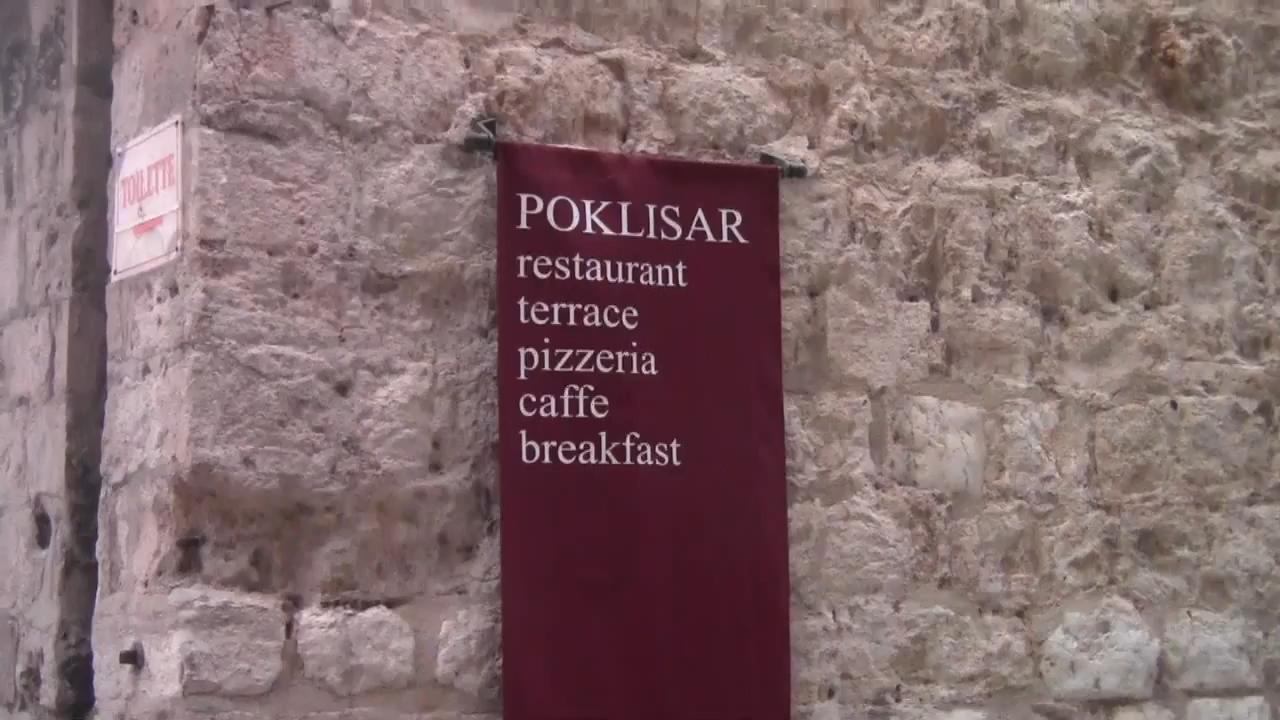 TOILETTE
POKLISAR
restaurant
terrace
pizzeria
caffe
breakfast